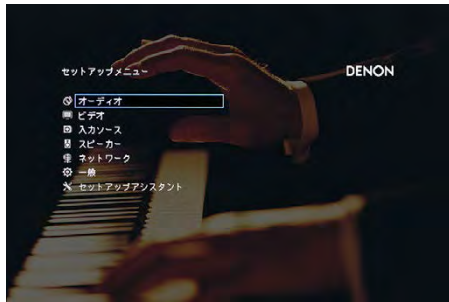 セットアップメニュー
DENON
オーディオ
ビデオ
入力ソース
スピーカー
ネットワーク
一般
セットアップアシスタント